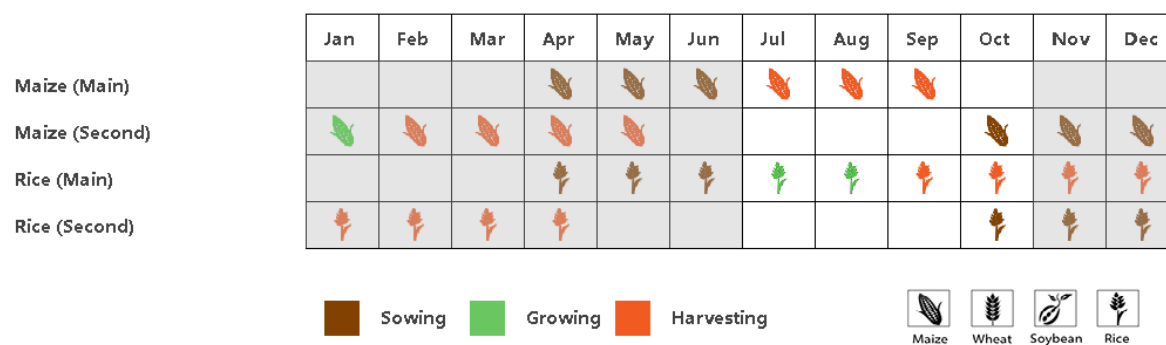 Jan Feb Mar Apr May Jun Jul Aug Sep Oct Nov Dec
Maize (Main)
Maize (Second)
Rice (Main)
Rice (Second)
Sowing Growing Harvesting
Maize Wheat Soybean Rice